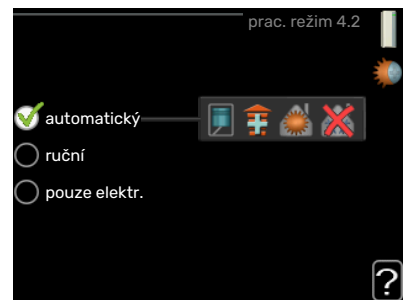 prac. režim 4.2
automatický
ruční
pouze elektr.
?